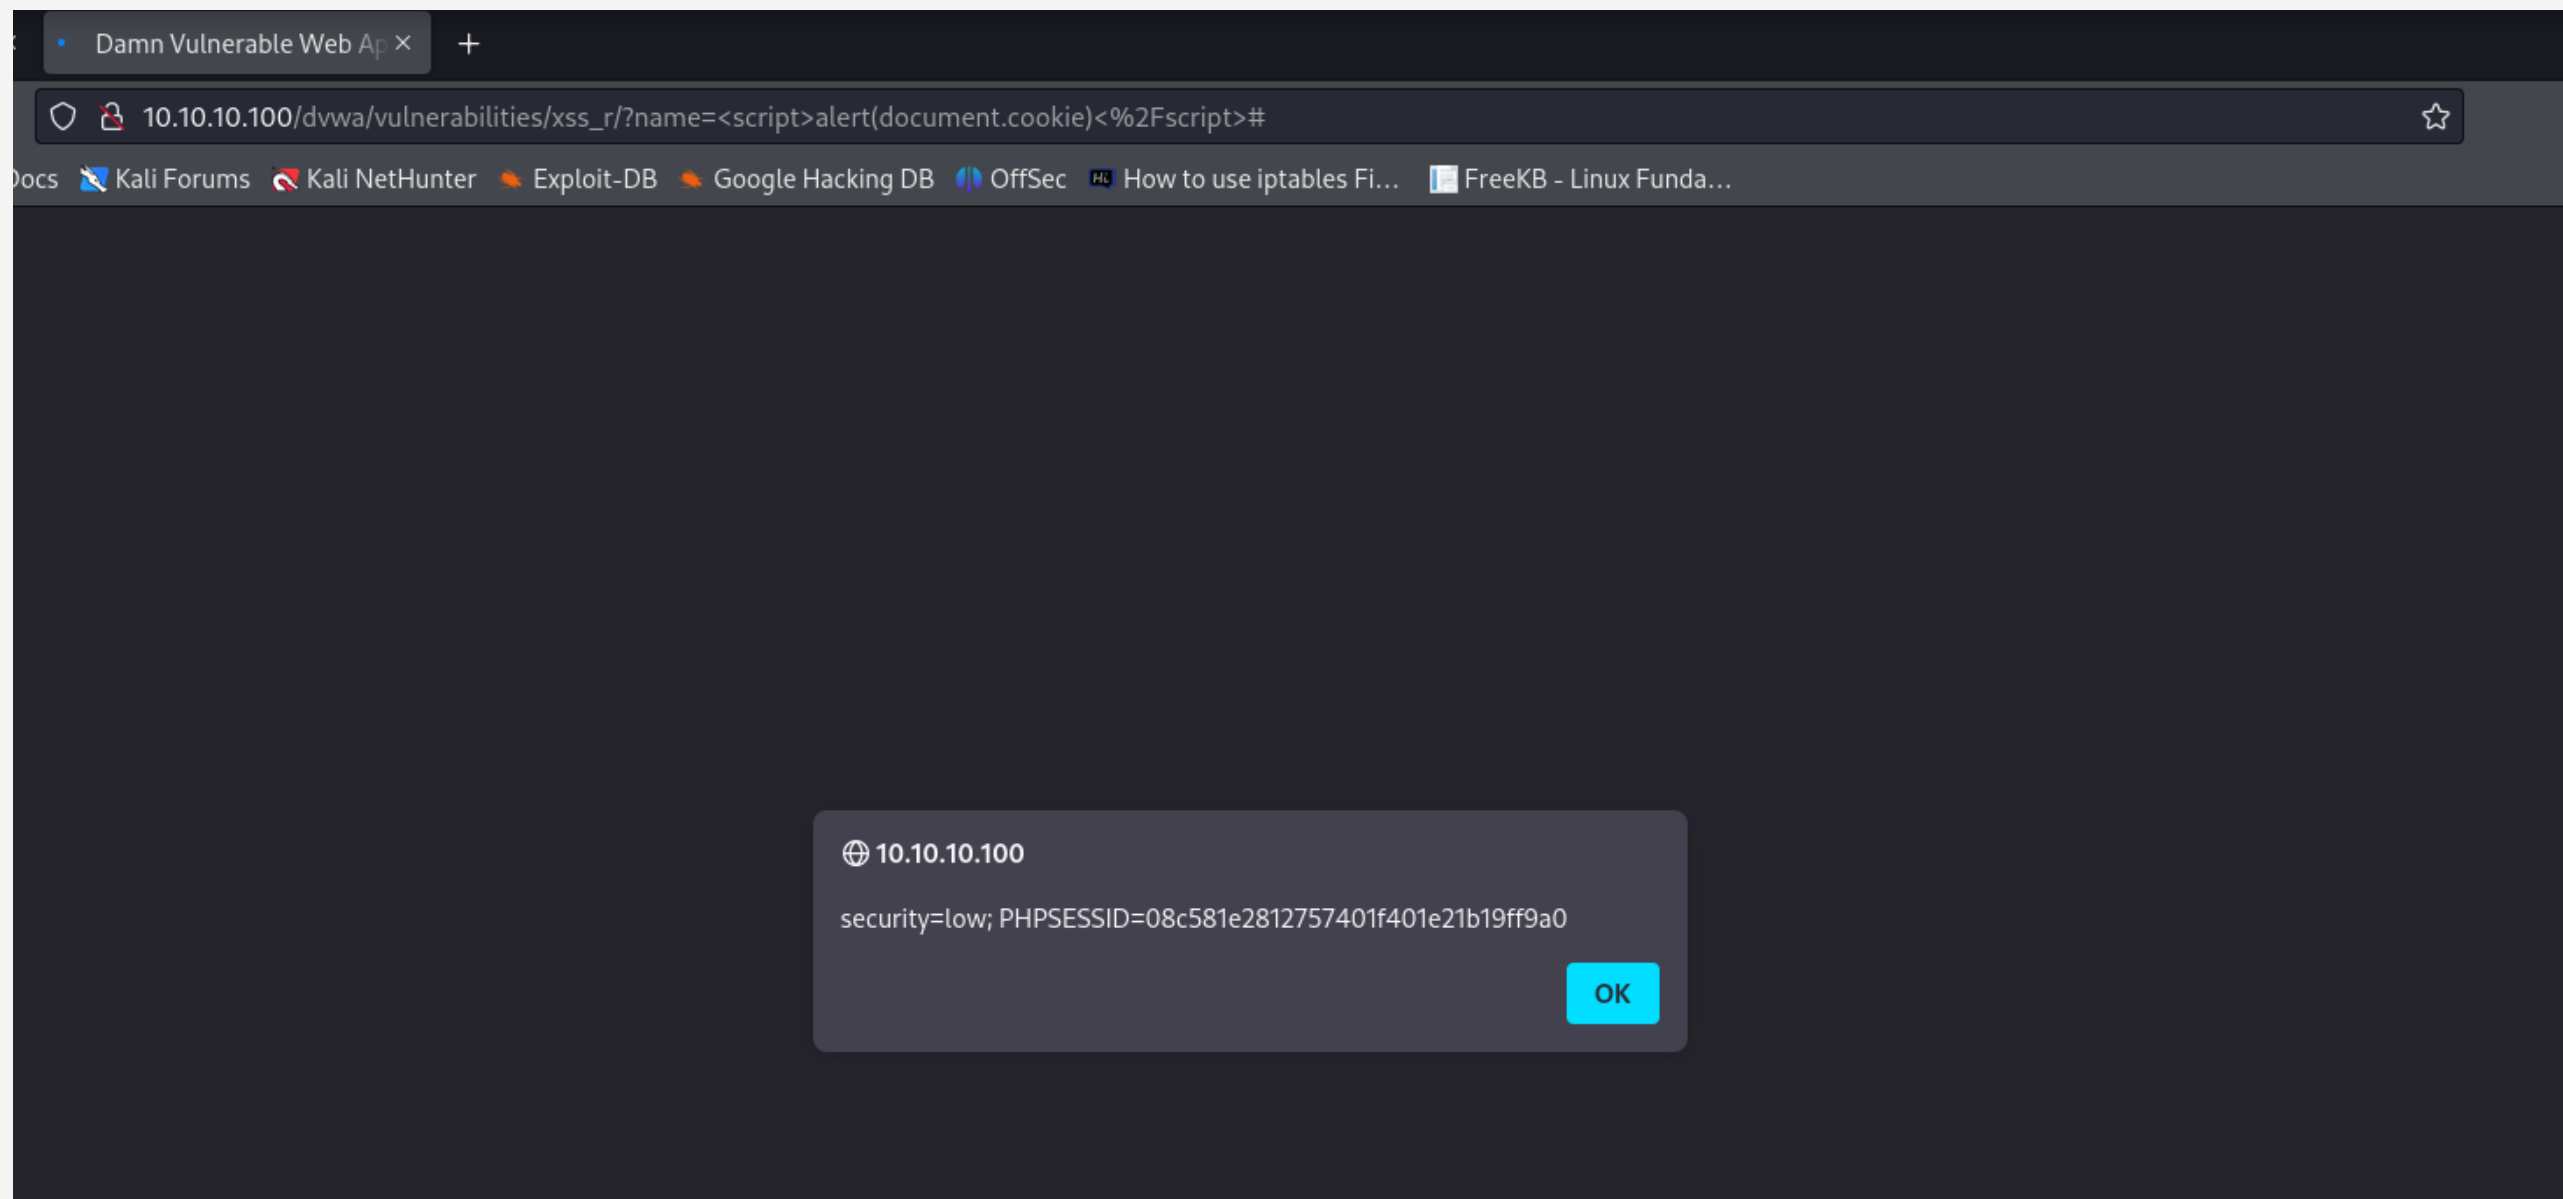 Damn Vulnerable Web Ap
10.10.10.100/dvwa/vulnerabilities/xss_r/?name=<script>alert(document.cookie)<%2Fscript>#
Docs Kali Forums Kali NetHunter Exploit-DB Google Hacking DB OffSec How to use iptables Fi... FreeKB - Linux Funda...
10.10.10.100
security=low; PHPSESSID=08c581e2812757401f401e21b19ff9a0
OK